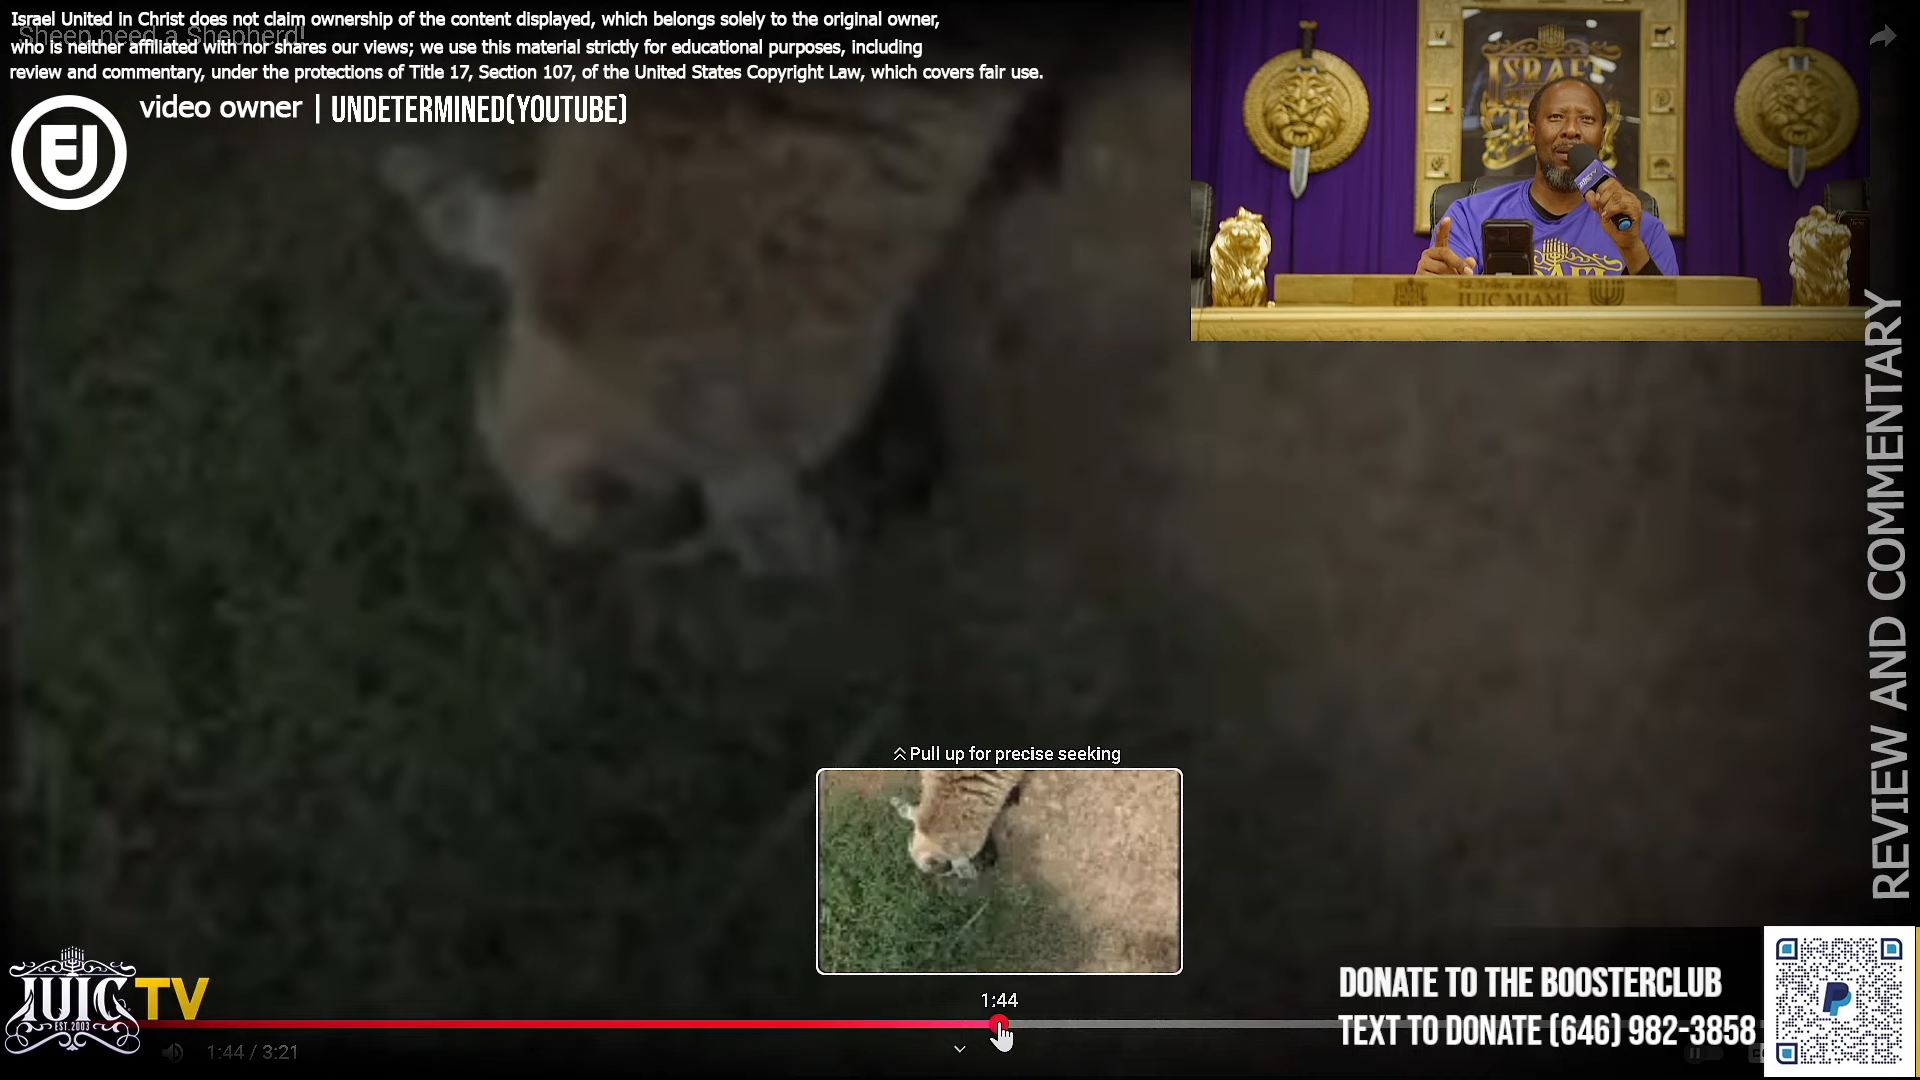 Israel United in Christ does not claim ownership of the content displayed, which belongs solely to the original owner,
Sheep need a Shepherd!
who is neither affiliated with nor shares our views; we use this material strictly for educational purposes, including
review and commentary, under the protections of Title 17, Section 107, of the United States Copyright Law, which covers fair use.
video owner | UNDETERMINED(YOUTUBE)
FJU
ISRAEL
IUIC MIAMI
REVIEW AND COMMENTARY
Pull up for precise seeking
1:44
IUIC TV
EST. 2003
1:44 / 3:21
DONATE TO THE BOOSTERCLUB
TEXT TO DONATE (646) 982-3858